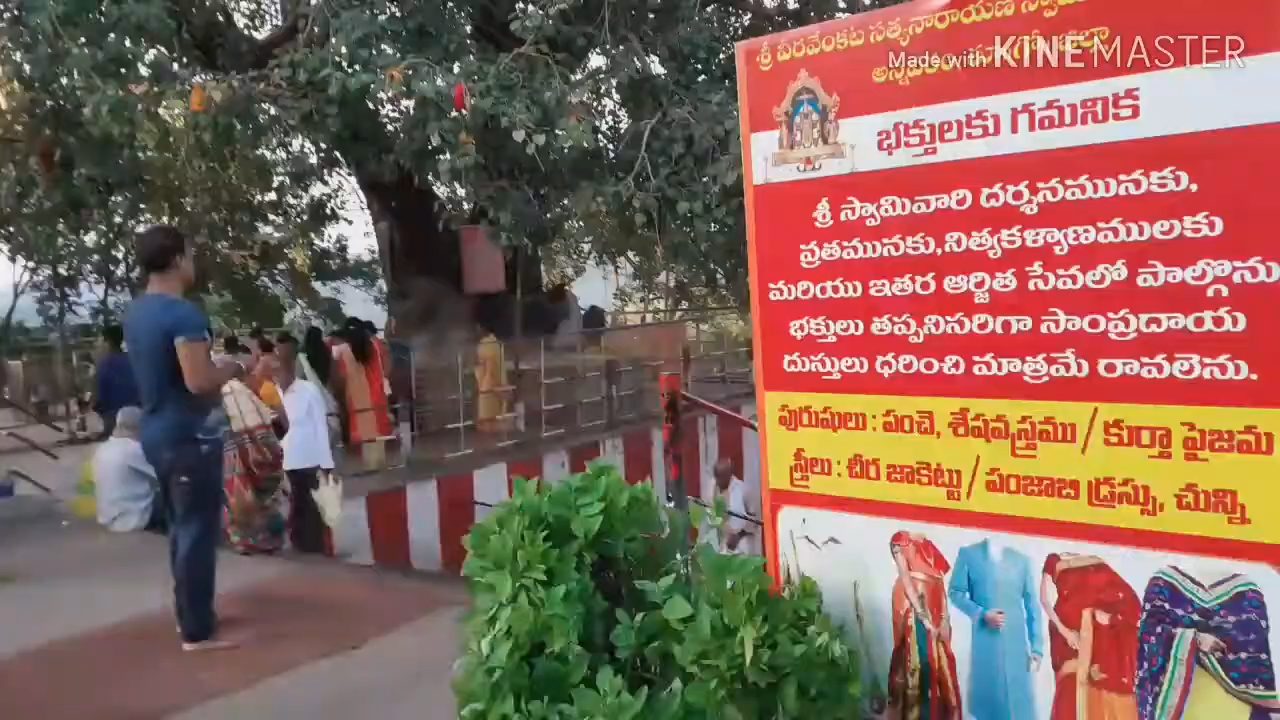 శ్రీ వీరవేంకట సత్యనారాయణ
Made with KINEMASTER
భక్తులకు గమనిక
శ్రీ స్వామివారి దర్శనమునకు,
వ్రతమునకు, నిత్యకళ్యాణములకు
మరియు ఇతర ఆర్జిత సేవలో పాల్గొను
భక్తులు తప్పనిసరిగా సాంప్రదాయ
దుస్తులు ధరించి మాత్రమే రావలెను.
పురుషులు : పంచె, శేషవస్త్రము / కుర్తా పైజమ
స్త్రీలు : చీర జాకెట్టు / పంజాబి డ్రస్సు, చున్ని